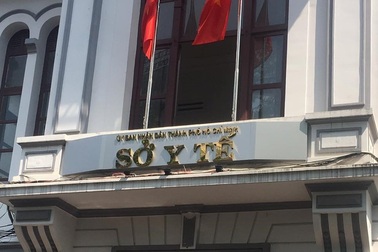 ỦY BAN NHÂN DÂN THÀNH PHỐ HỒ CHÍ MINH
SỞ Y TẾ